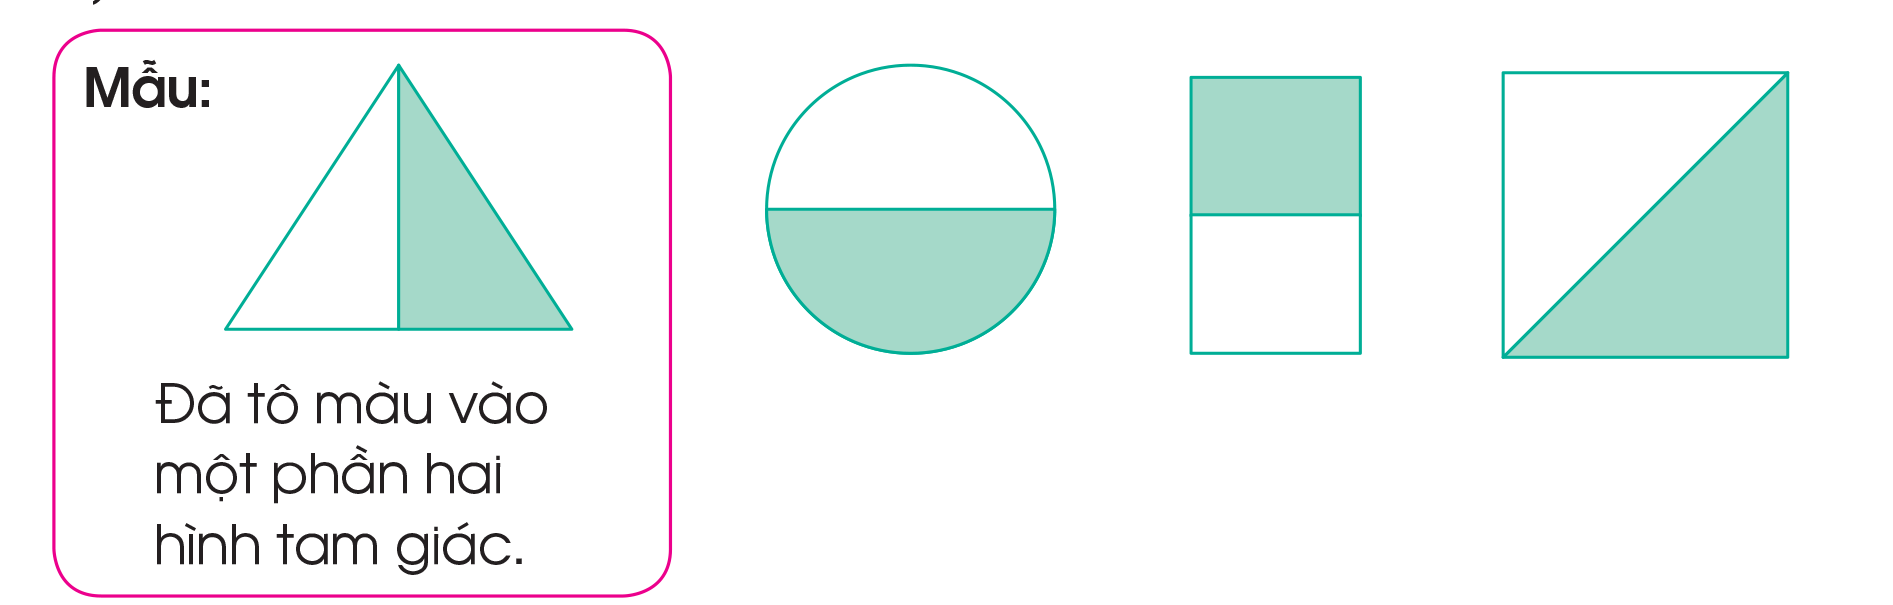 Mẫu:
Đã tô màu vào
một phần hai
hình tam giác.